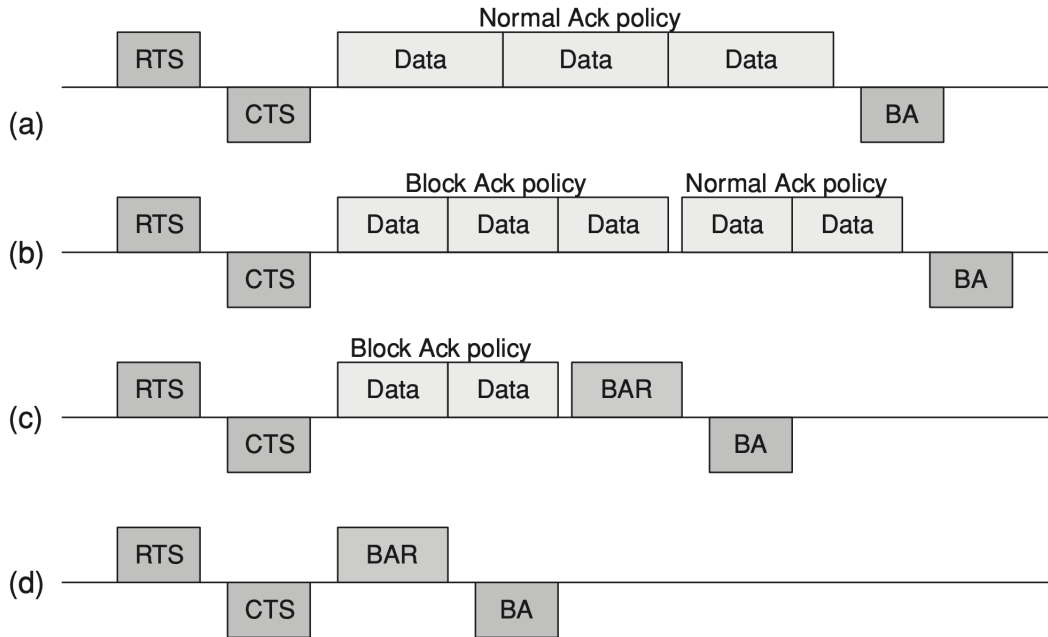 Normal Ack policy
RTS Data Data Data
(a) CTS BA
Block Ack policy Normal Ack policy
RTS Data Data Data Data Data
(b) CTS BA
Block Ack policy
RTS Data Data BAR
(c) CTS BA
RTS BAR
(d) CTS BA